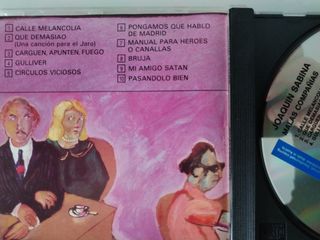 1 CALLE MELANCOLIA
2 QUE DEMASIAO
(Una canción para el Jaro)
3 CARGUEN, APUNTEN, FUEGO
4 GULLIVER
5 CIRCULOS VICIOSOS
6 PONGAMOS QUE HABLO
DE MADRID
7 MANUAL PARA HEROES
O CANALLAS
8 BRUJA
9 MI AMIGO SATAN
10 PASANDOLO BIEN
JOAQUIN SABINA
MALAS COMPAÑIAS